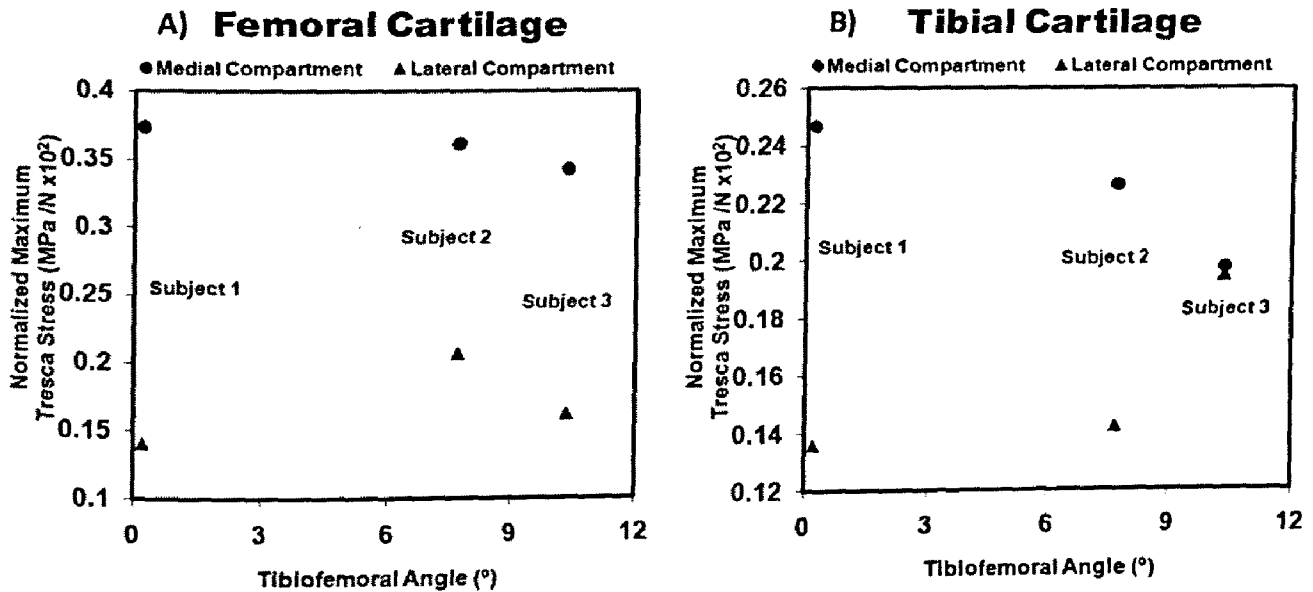 A) Femoral Cartilage
● Medial Compartment ▲ Lateral Compartment
Normalized Maximum
Tresca Stress (MPa /N x10²)
0.4
0.35
0.3
0.25
0.2
0.15
0.1
Subject 1
Subject 2
Subject 3
0 3 6 9 12
Tibiofemoral Angle (°)
B) Tibial Cartilage
● Medial Compartment ▲ Lateral Compartment
Normalized Maximum
Tresca Stress (MPa /N x10²)
0.26
0.24
0.22
0.2
0.18
0.16
0.14
0.12
Subject 1
Subject 2
Subject 3
0 3 6 9 12
Tibiofemoral Angle (°)